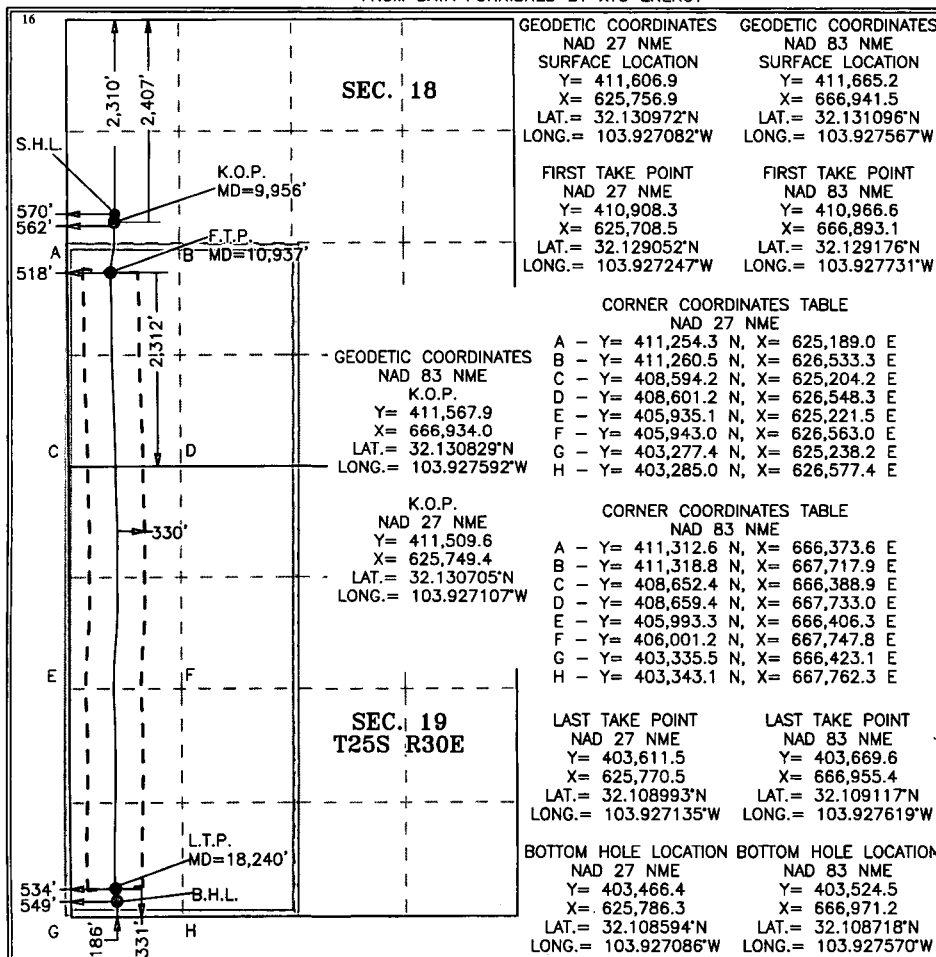 16
SEC. 18
2,310'
2,407'
S.H.L.
K.O.P.
MD=9,956'
570'
562'
F.T.P.
A
B
MD=10,937'
518'
2,312'
C
D
330'
E
F
SEC. 19
T25S R30E
L.T.P.
MD=18,240'
534'
549'
B.H.L.
G
H
186'
331'
GEODETIC COORDINATES
NAD 27 NME
SURFACE LOCATION
Y= 411,606.9
X= 625,756.9
LAT.= 32.130972°N
LONG.= 103.927082°W
GEODETIC COORDINATES
NAD 83 NME
SURFACE LOCATION
Y= 411,665.2
X= 666,941.5
LAT.= 32.131096°N
LONG.= 103.927567°W
FIRST TAKE POINT
NAD 27 NME
Y= 410,908.3
X= 625,708.5
LAT.= 32.129052°N
LONG.= 103.927247°W
FIRST TAKE POINT
NAD 83 NME
Y= 410,966.6
X= 666,893.1
LAT.= 32.129176°N
LONG.= 103.927731°W
GEODETIC COORDINATES
NAD 83 NME
K.O.P.
Y= 411,567.9
X= 666,934.0
LAT.= 32.130829°N
LONG.= 103.927592°W
K.O.P.
NAD 27 NME
Y= 411,509.6
X= 625,749.4
LAT.= 32.130705°N
LONG.= 103.927107°W
CORNER COORDINATES TABLE
NAD 27 NME
A - Y= 411,254.3 N, X= 625,189.0 E
B - Y= 411,260.5 N, X= 626,533.3 E
C - Y= 408,594.2 N, X= 625,204.2 E
D - Y= 408,601.2 N, X= 626,548.3 E
E - Y= 405,935.1 N, X= 625,221.5 E
F - Y= 405,943.0 N, X= 626,563.0 E
G - Y= 403,277.4 N, X= 625,238.2 E
H - Y= 403,285.0 N, X= 626,577.4 E
CORNER COORDINATES TABLE
NAD 83 NME
A - Y= 411,312.6 N, X= 666,373.6 E
B - Y= 411,318.8 N, X= 667,717.9 E
C - Y= 408,652.4 N, X= 666,388.9 E
D - Y= 408,659.4 N, X= 667,733.0 E
E - Y= 405,993.3 N, X= 666,406.3 E
F - Y= 406,001.2 N, X= 667,747.8 E
G - Y= 403,335.5 N, X= 666,423.1 E
H - Y= 403,343.1 N, X= 667,762.3 E
LAST TAKE POINT
NAD 27 NME
Y= 403,611.5
X= 625,770.5
LAT.= 32.108993°N
LONG.= 103.927135°W
LAST TAKE POINT
NAD 83 NME
Y= 403,669.6
X= 666,955.4
LAT.= 32.109117°N
LONG.= 103.927619°W
BOTTOM HOLE LOCATION
NAD 27 NME
Y= 403,466.4
X= 625,786.3
LAT.= 32.108594°N
LONG.= 103.927086°W
BOTTOM HOLE LOCATION
NAD 83 NME
Y= 403,524.5
X= 666,971.2
LAT.= 32.108718°N
LONG.= 103.927570°W